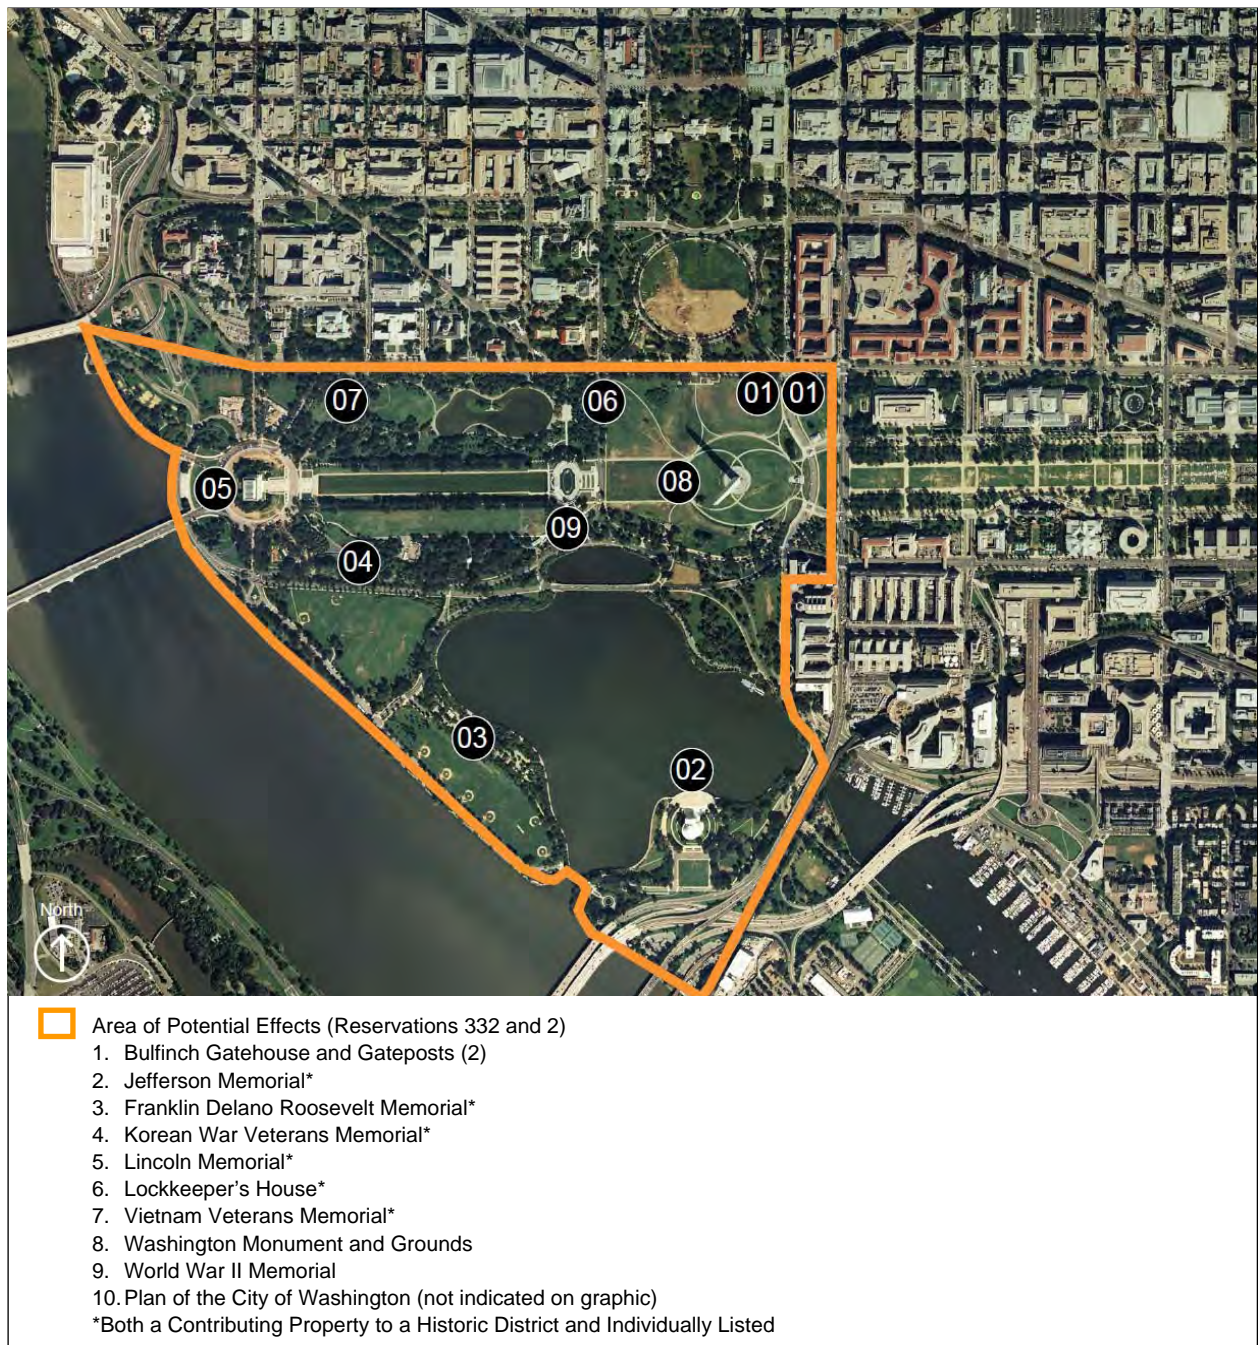 07
06
01
01
05
08
09
04
03
02
North
Area of Potential Effects (Reservations 332 and 2)
1. Bulfinch Gatehouse and Gateposts (2)
2. Jefferson Memorial*
3. Franklin Delano Roosevelt Memorial*
4. Korean War Veterans Memorial*
5. Lincoln Memorial*
6. Lockkeeper's House*
7. Vietnam Veterans Memorial*
8. Washington Monument and Grounds
9. World War II Memorial
10. Plan of the City of Washington (not indicated on graphic)
*Both a Contributing Property to a Historic District and Individually Listed